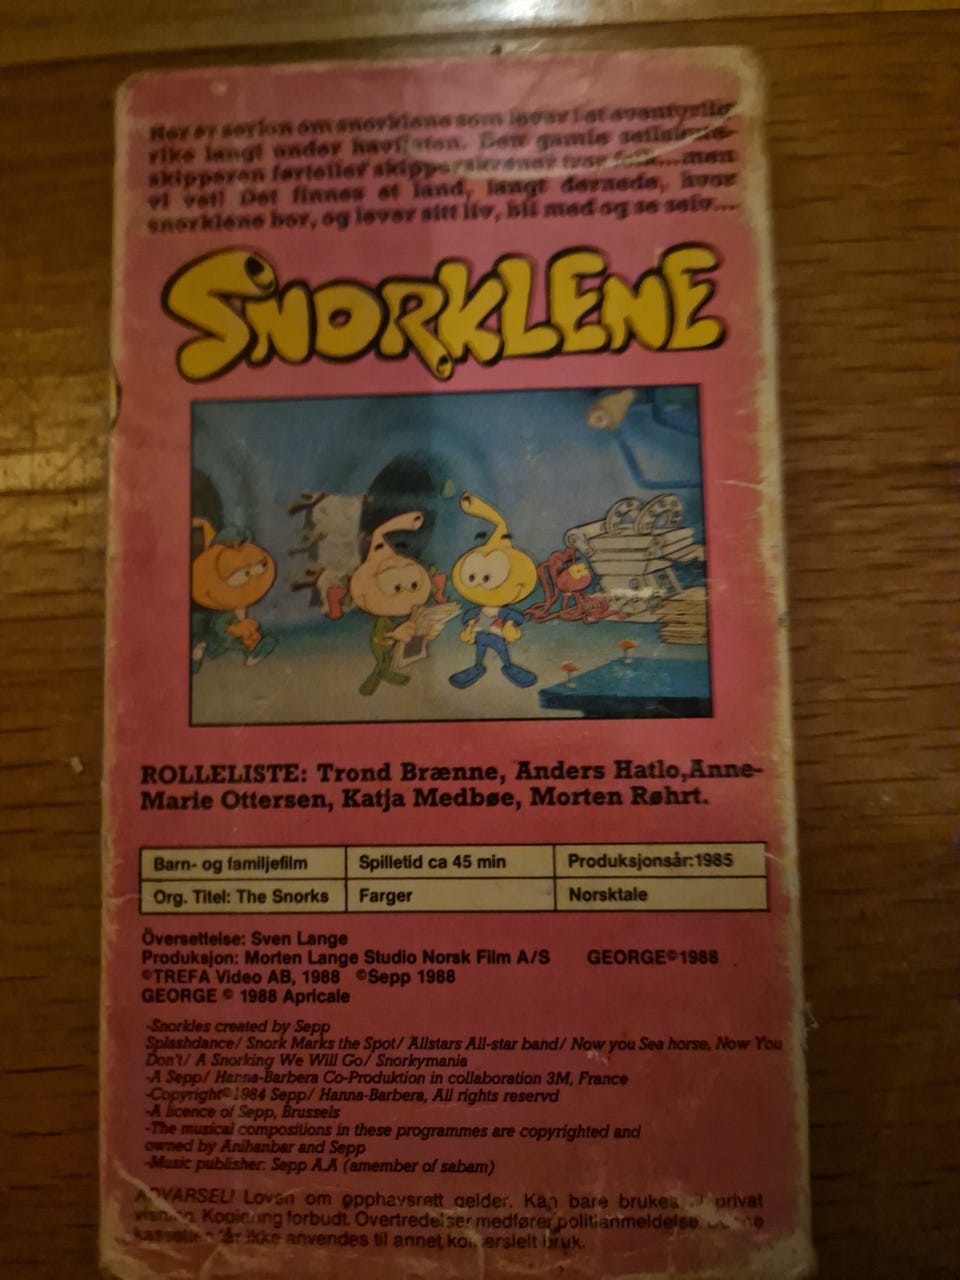 Her er serien om snorklene som lever i et eventyrlig
rike langt under havflaten. Den gamle
skipperen forteller skipperskrøner tror folk....men
vi vet! Det finnes et land, langt dernede, hvor
snorklene bor, og lever sitt liv, bli med og se selv....
SNORKLENE
ROLLELISTE: Trond Brænne, Anders Hatlo,Anne-
Marie Ottersen, Katja Medbøe, Morten Røhrt.
Barn- og familjefilm Spilletid ca 45 min Produksjonsår:1985
Org. Titel: The Snorks Farger Norsktale
Översettelse: Sven Lange
Produksjon: Morten Lange Studio Norsk Film A/S GEORGE©1988
©TREFA Video AB, 1988 ©Sepp 1988
GEORGE © 1988 Apricale
-Snorkles created by Sepp
Splashdance/ Snork Marks the Spot/ Allstars All-star band/ Now you Sea horse, Now You
Don't/ A Snorking We Will Go/ Snorkymania
-A Sepp/ Hanna-Barbera Co-Produktion in collaboration 3M, France
-Copyright©1984 Sepp/ Hanna-Barbera, All rights reservd
-A licence of Sepp, Brussels
-The musical compositions in these programmes are copyrighted and
owned by Anihanbar and Sepp
-Music publisher: Sepp A.A (amember of sabam)
ADVARSEL! Loven om opphavsrett gelder. Kan bare brukes til privat
visning. Kopiering forbudt. Overtredelser medfører politianmeldelse. Denne
kassetten får ikke anvendes til annet komersielt bruk.